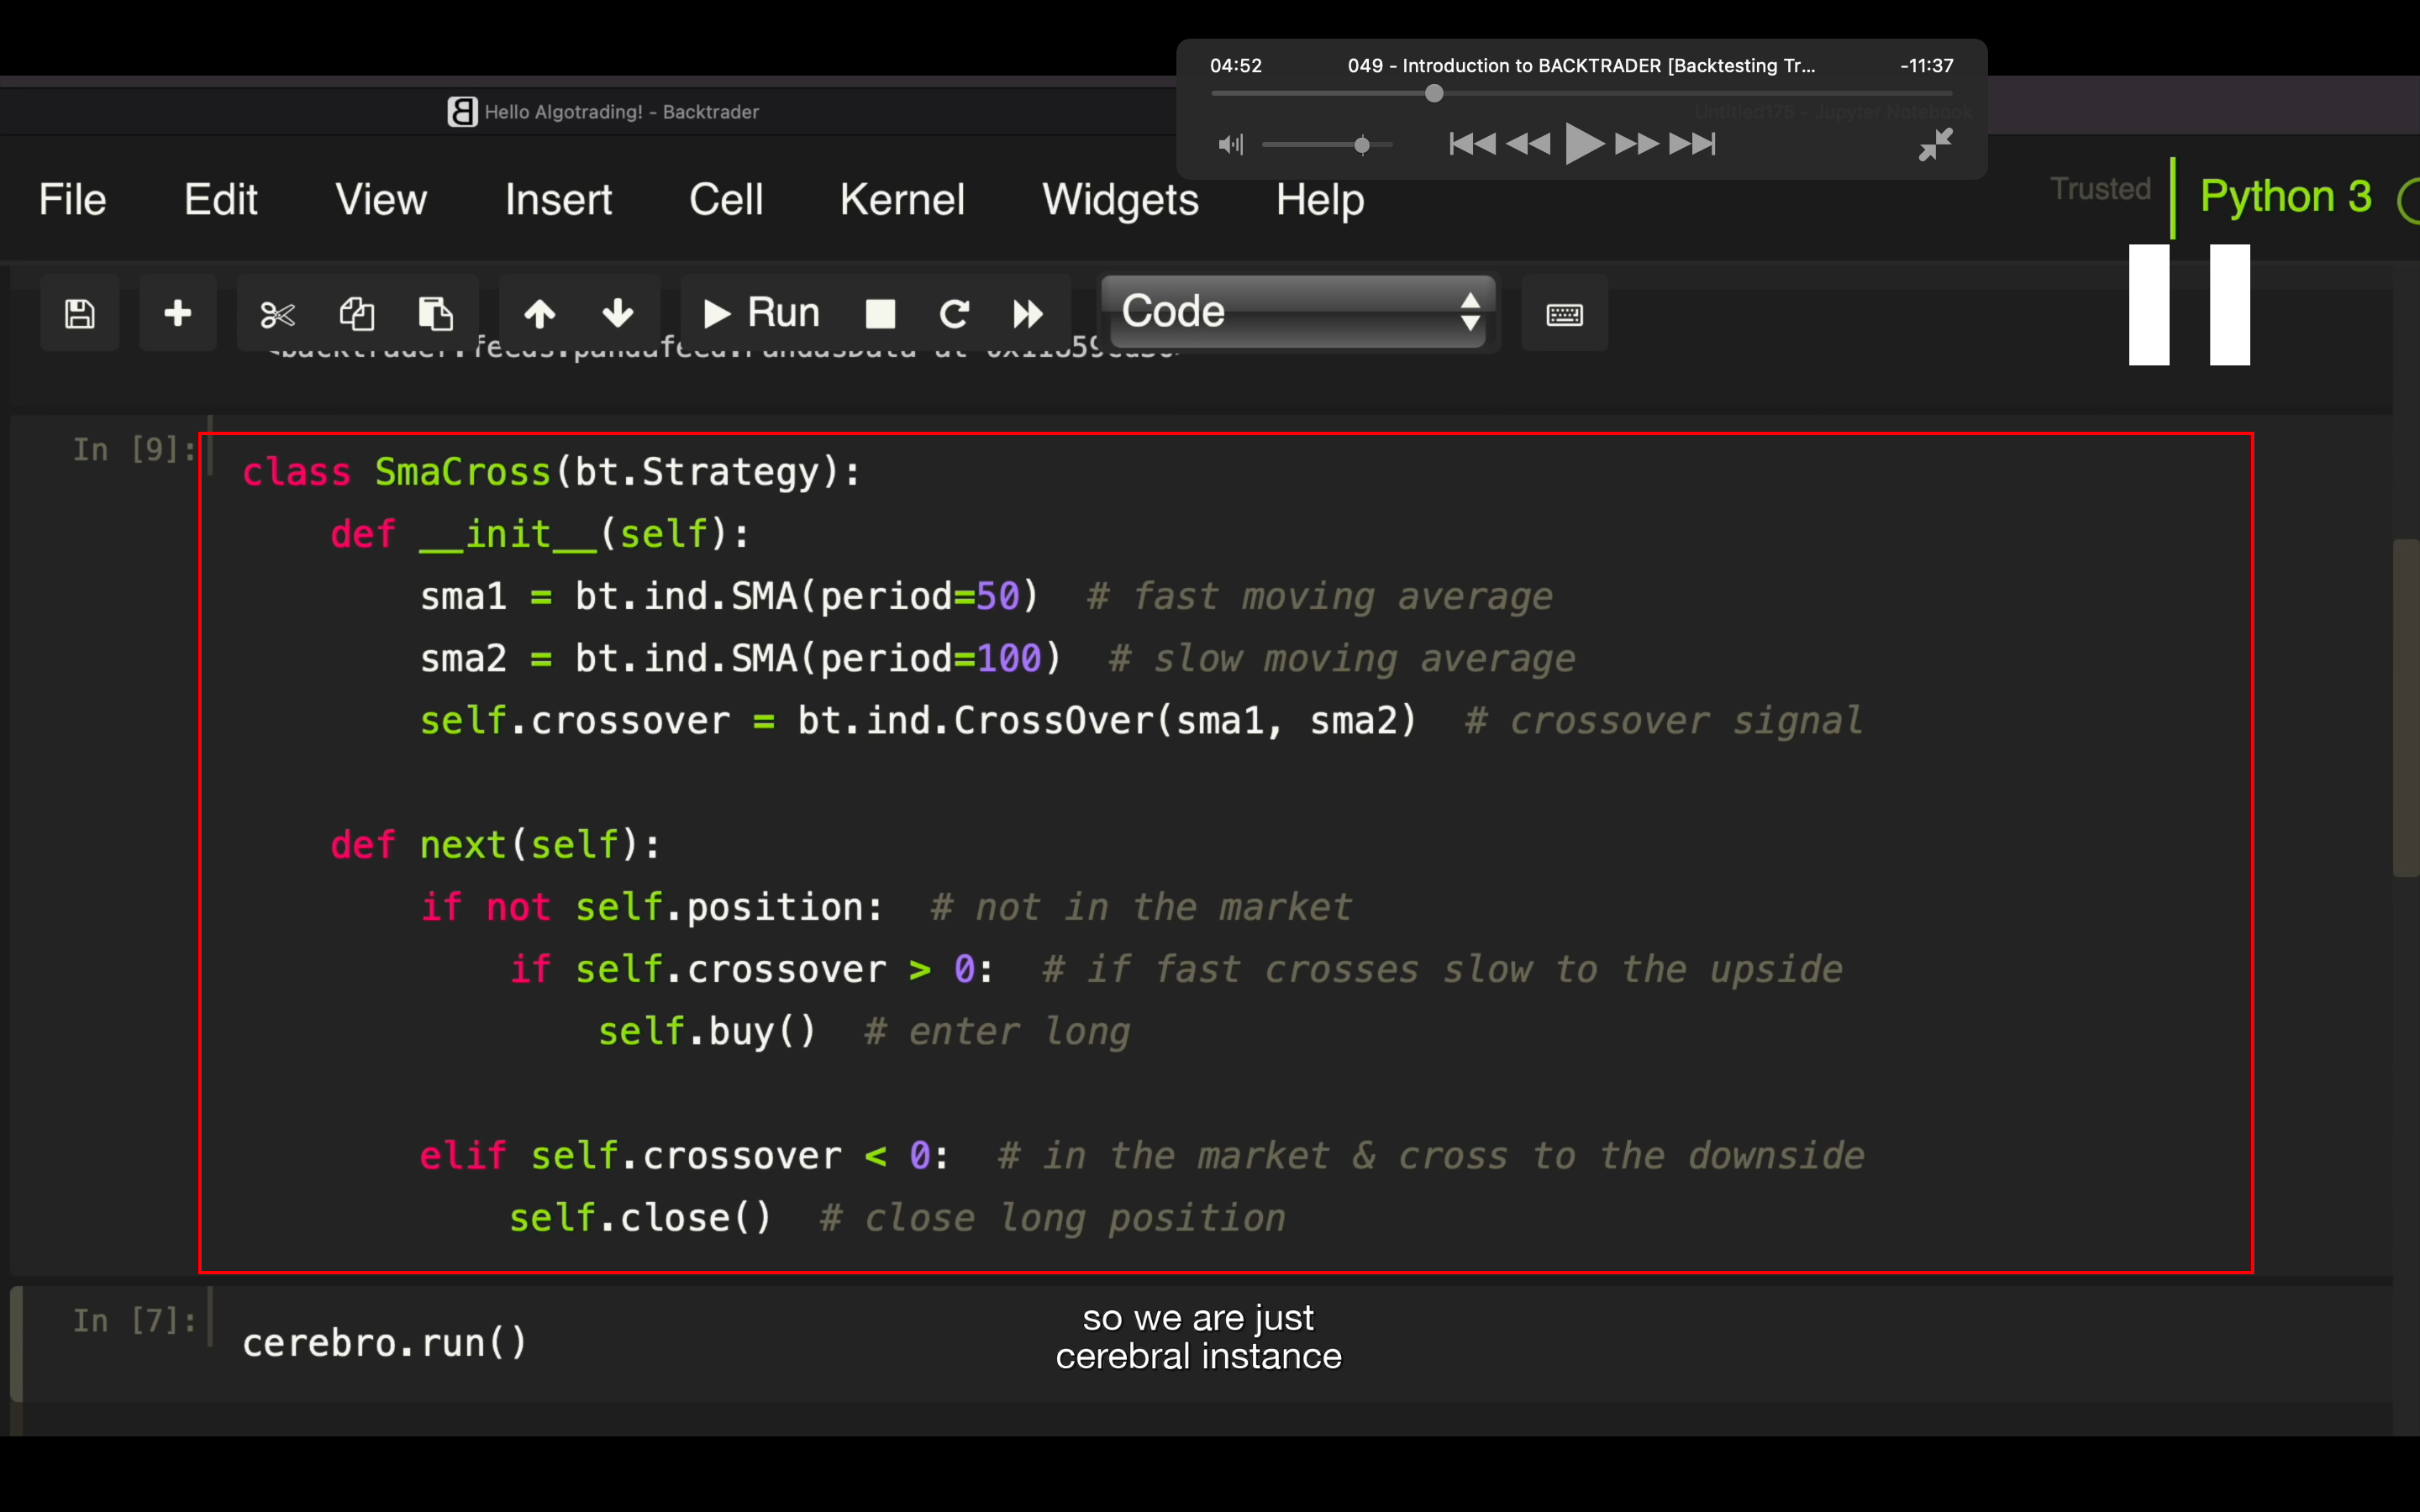 04:52 049 - Introduction to BACKTRADER [Backtesting Tr... -11:37
Hello Algotrading! - Backtrader
Untitled175 - Jupyter Notebook
File Edit View Insert Cell Kernel Widgets Help Trusted Python 3
Run Code
In [9]:
class SmaCross(bt.Strategy):
def __init__(self):
sma1 = bt.ind.SMA(period=50) # fast moving average
sma2 = bt.ind.SMA(period=100) # slow moving average
self.crossover = bt.ind.CrossOver(sma1, sma2) # crossover signal
def next(self):
if not self.position: # not in the market
if self.crossover > 0: # if fast crosses slow to the upside
self.buy() # enter long
elif self.crossover < 0: # in the market & cross to the downside
self.close() # close long position
In [7]:
cerebro.run()
so we are just
cerebral instance